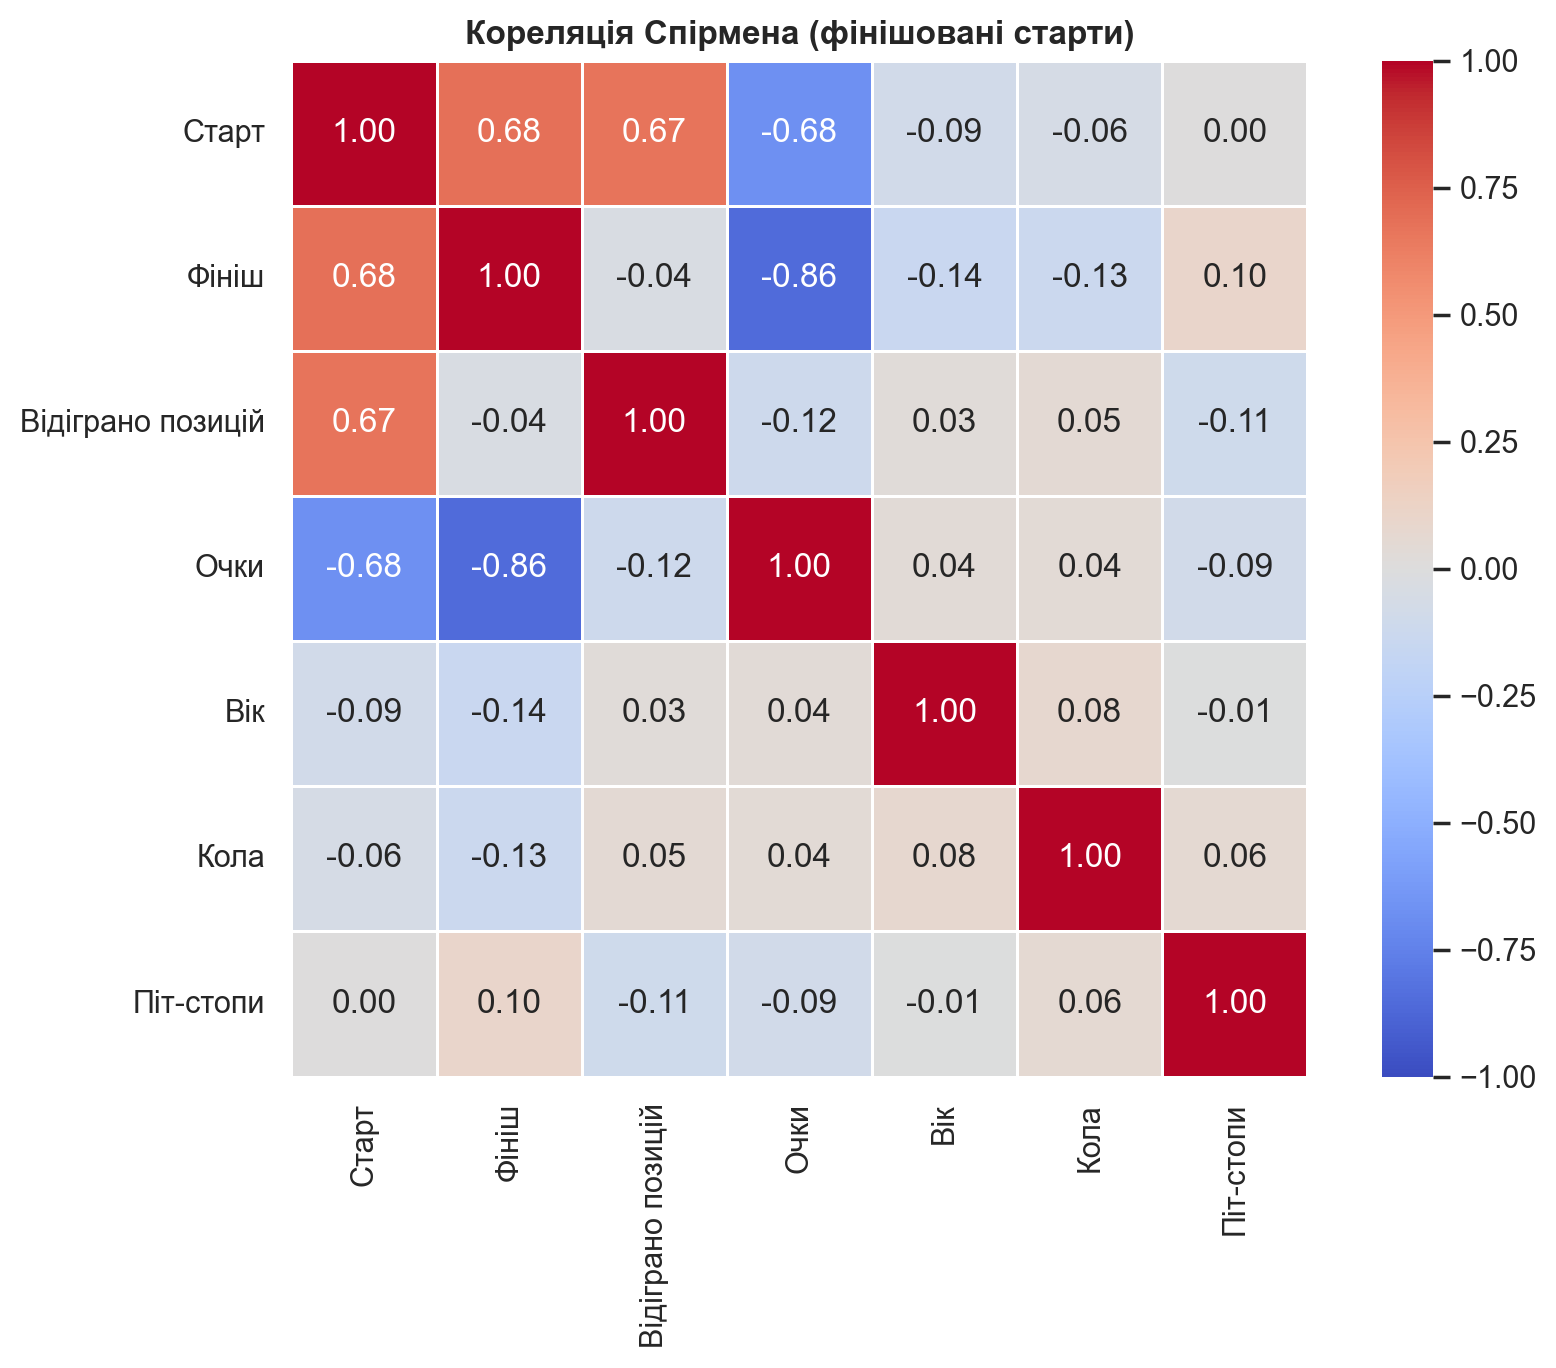 Кореляція Спірмена (фінішовані старти)
Старт 1.00 0.68 0.67 -0.68 -0.09 -0.06 0.00
Фініш 0.68 1.00 -0.04 -0.86 -0.14 -0.13 0.10
Відіграно позицій 0.67 -0.04 1.00 -0.12 0.03 0.05 -0.11
Очки -0.68 -0.86 -0.12 1.00 0.04 0.04 -0.09
Вік -0.09 -0.14 0.03 0.04 1.00 0.08 -0.01
Кола -0.06 -0.13 0.05 0.04 0.08 1.00 0.06
Піт-стопи 0.00 0.10 -0.11 -0.09 -0.01 0.06 1.00
Старт
Фініш
Відіграно позицій
Очки
Вік
Кола
Піт-стопи
1.00
0.75
0.50
0.25
0.00
−0.25
−0.50
−0.75
−1.00